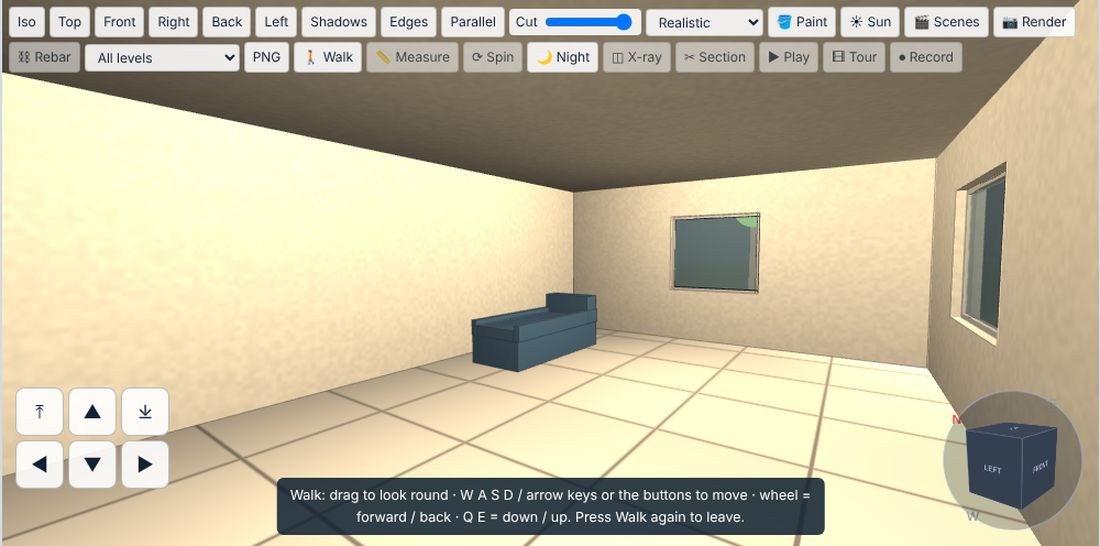 Iso Top Front Right Back Left Shadows Edges Parallel Cut Realistic Paint Sun Scenes Render
Rebar All levels PNG Walk Measure Spin Night X-ray Section Play Tour Record
Walk: drag to look round · W A S D / arrow keys or the buttons to move · wheel =
forward / back · Q E = down / up. Press Walk again to leave.
N
LEFT
FRONT
W